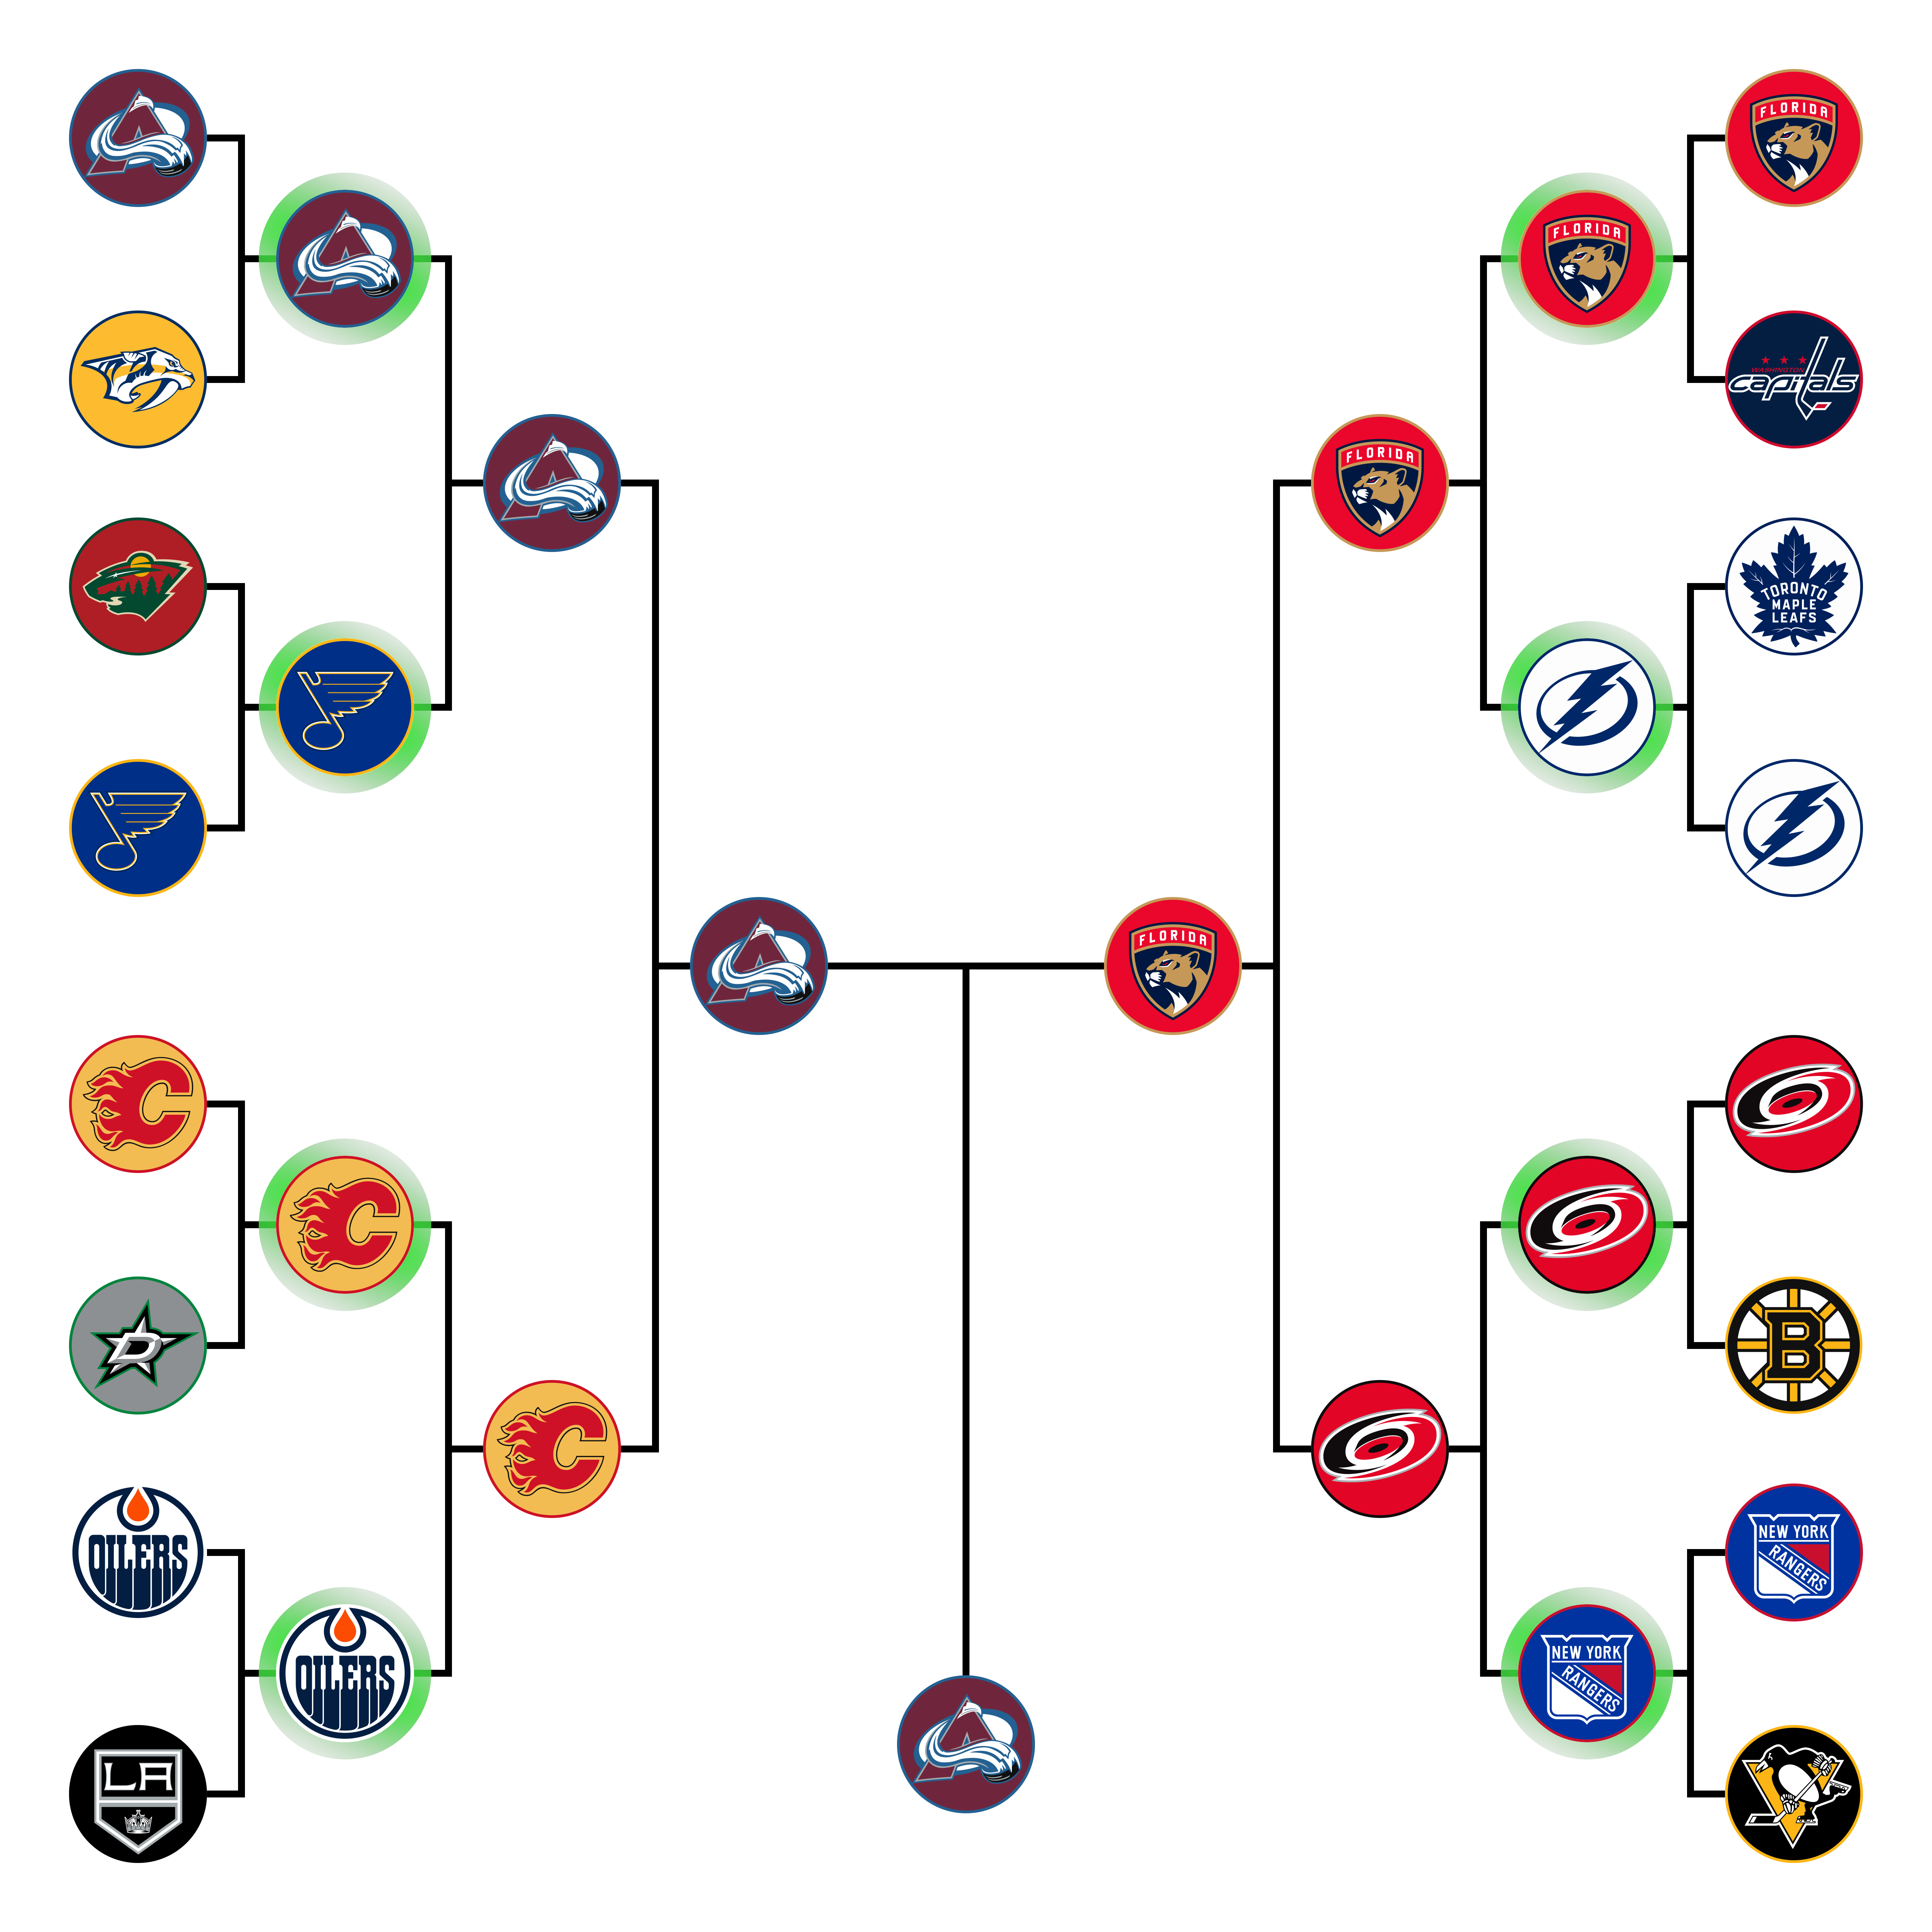 FLORIDA
FLORIDA
WASHINGTON
capitals
FLORIDA
TORONTO
MAPLE
LEAFS
FLORIDA
C
C
D
B
C
OILERS
NEW YORK
RANGERS
OILERS
NEW YORK
RANGERS
LA